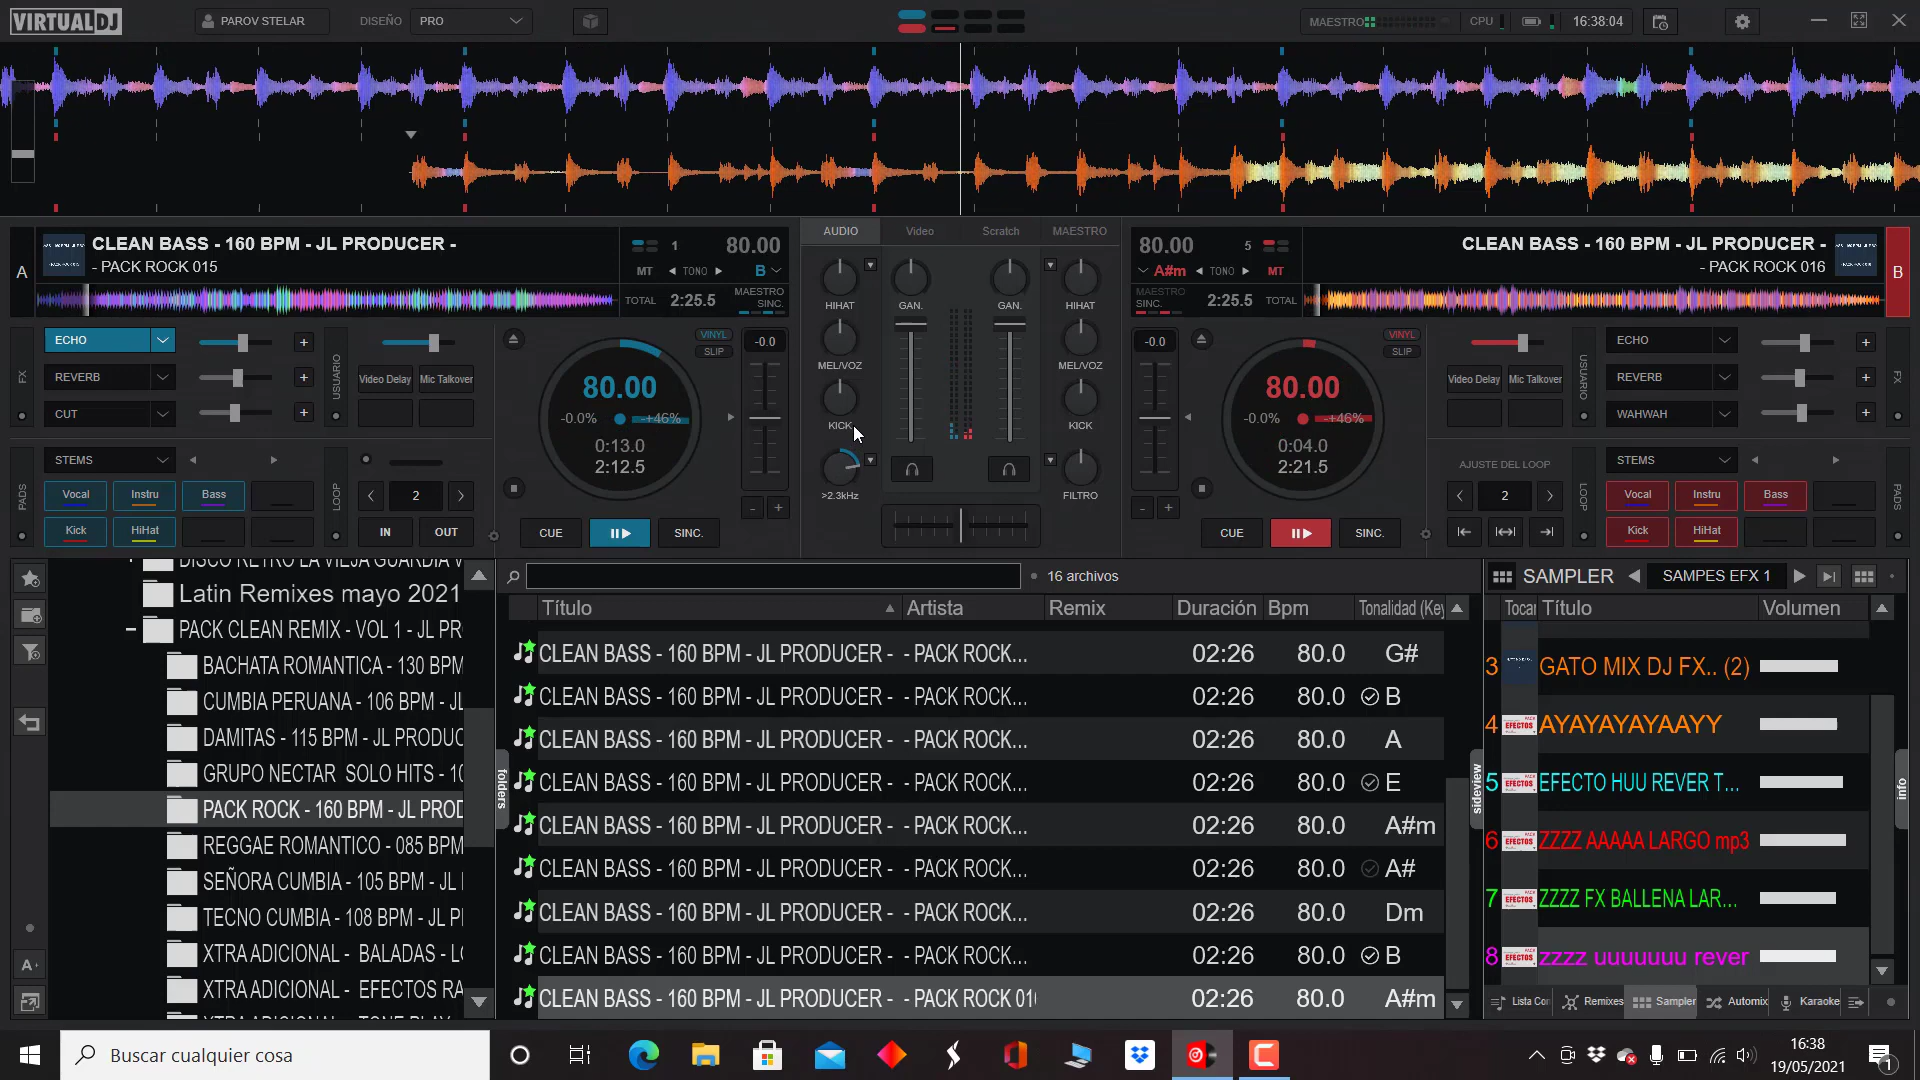 VIRTUALDJ
PAROV STELAR
DISEÑO PRO
MAESTRO
CPU
16:38:04
A
CLEAN BASS - 160 BPM - JL PRODUCER -
- PACK ROCK 015
1 80.00
MT TONO B
TOTAL 2:25.5 MAESTRO SINC.
AUDIO Video Scratch MAESTRO
80.00 5
A#m TONO MT
MAESTRO SINC. 2:25.5 TOTAL
CLEAN BASS - 160 BPM - JL PRODUCER -
- PACK ROCK 016
B
FX
ECHO
REVERB
CUT
USUARIO
Video Delay Mic Talkover
VINYL
SLIP
80.00
-0.0% -+46%
0:13.0
2:12.5
-0.0
HIHAT GAN. GAN. HIHAT
MEL/VOZ MEL/VOZ
KICK KICK
>2.3kHz FILTRO
-0.0
VINYL
SLIP
80.00
-0.0% -+46%
0:04.0
2:21.5
Video Delay Mic Talkover
USUARIO
ECHO
REVERB
WAHWAH
FX
PADS
STEMS
Vocal Instru Bass
Kick HiHat
LOOP
2
IN OUT
CUE SINC.
- +
- +
CUE SINC.
AJUSTE DEL LOOP
2
LOOP
STEMS
Vocal Instru Bass
Kick HiHat
PADS
Latin Remixes mayo 2021
PACK CLEAN REMIX - VOL 1 - JL PR
BACHATA ROMANTICA - 130 BPM
CUMBIA PERUANA - 106 BPM - JL
DAMITAS - 115 BPM - JL PRODUC
GRUPO NECTAR SOLO HITS - 10
PACK ROCK - 160 BPM - JL PROD
REGGAE ROMANTICO - 085 BPM
SEÑORA CUMBIA - 105 BPM - JL
TECNO CUMBIA - 108 BPM - JL P
XTRA ADICIONAL - BALADAS - L
XTRA ADICIONAL - EFECTOS RA
A+
folders
16 archivos
Título Artista Remix Duración Bpm Tonalidad (Key
CLEAN BASS - 160 BPM - JL PRODUCER - - PACK ROCK... 02:26 80.0 G#
CLEAN BASS - 160 BPM - JL PRODUCER - - PACK ROCK... 02:26 80.0 B
CLEAN BASS - 160 BPM - JL PRODUCER - - PACK ROCK... 02:26 80.0 A
CLEAN BASS - 160 BPM - JL PRODUCER - - PACK ROCK... 02:26 80.0 E
CLEAN BASS - 160 BPM - JL PRODUCER - - PACK ROCK... 02:26 80.0 A#m
CLEAN BASS - 160 BPM - JL PRODUCER - - PACK ROCK... 02:26 80.0 A#
CLEAN BASS - 160 BPM - JL PRODUCER - - PACK ROCK... 02:26 80.0 Dm
CLEAN BASS - 160 BPM - JL PRODUCER - - PACK ROCK... 02:26 80.0 B
CLEAN BASS - 160 BPM - JL PRODUCER - - PACK ROCK 01 02:26 80.0 A#m
sideview
SAMPLER SAMPES EFX 1
Tocar Título Volumen
3 GATO MIX DJ FX.. (2)
4 EFECTOS AYAYAYAYAAYY
5 EFECTOS EFECTO HUU REVER T...
6 EFECTOS ZZZZ AAAAA LARGO mp3
7 EFECTOS ZZZZ FX BALLENA LAR...
8 EFECTOS zzzz uuuuuuu rever
info
Lista Con Remixes Sampler Automix Karaoke
Buscar cualquier cosa
16:38
19/05/2021
1